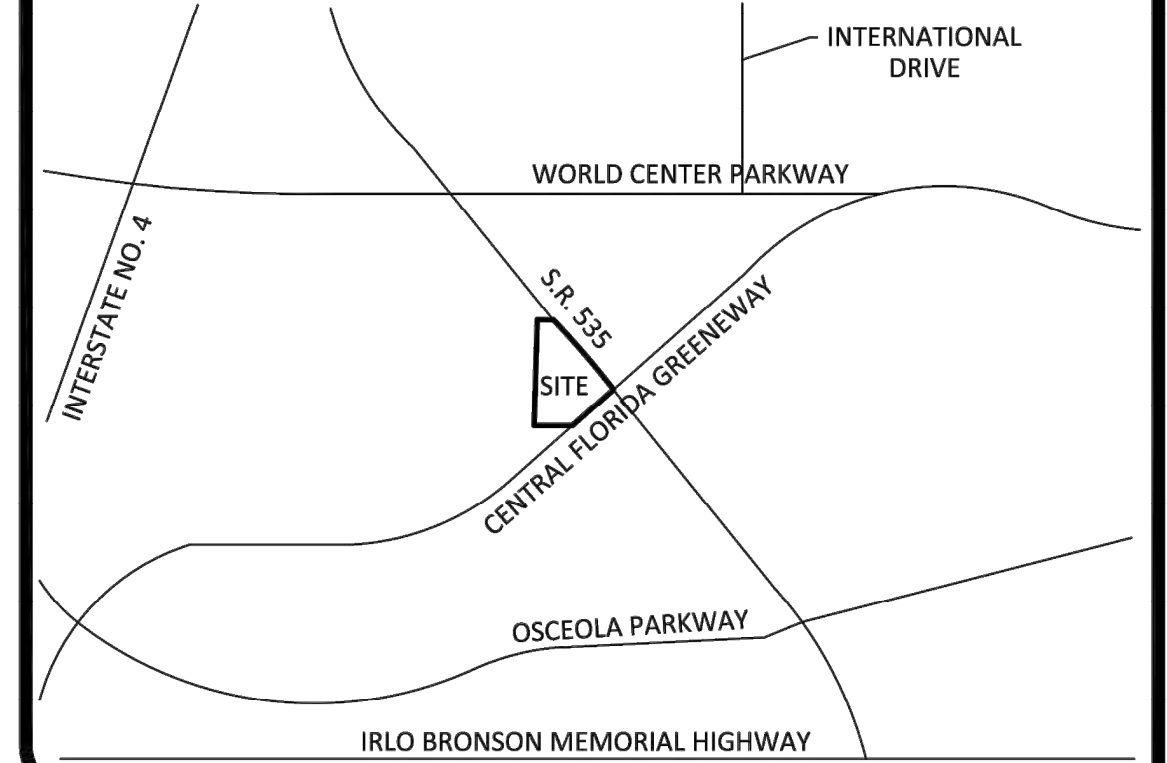 INTERNATIONAL
DRIVE
WORLD CENTER PARKWAY
INTERSTATE NO. 4
S.R. 535
SITE
CENTRAL FLORIDA GREENEWAY
OSCEOLA PARKWAY
IRLO BRONSON MEMORIAL HIGHWAY